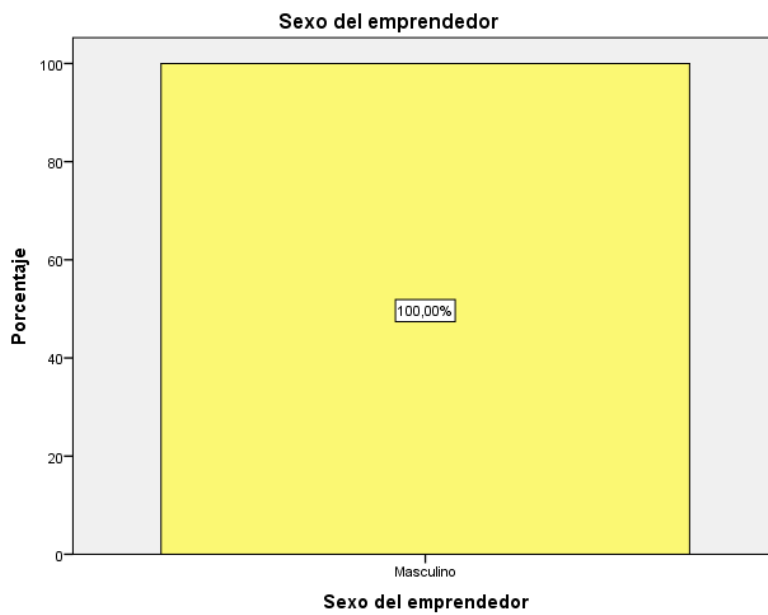 Sexo del emprendedor
100
80
60
40
20
0
Porcentaje
100,00%
Masculino
Sexo del emprendedor